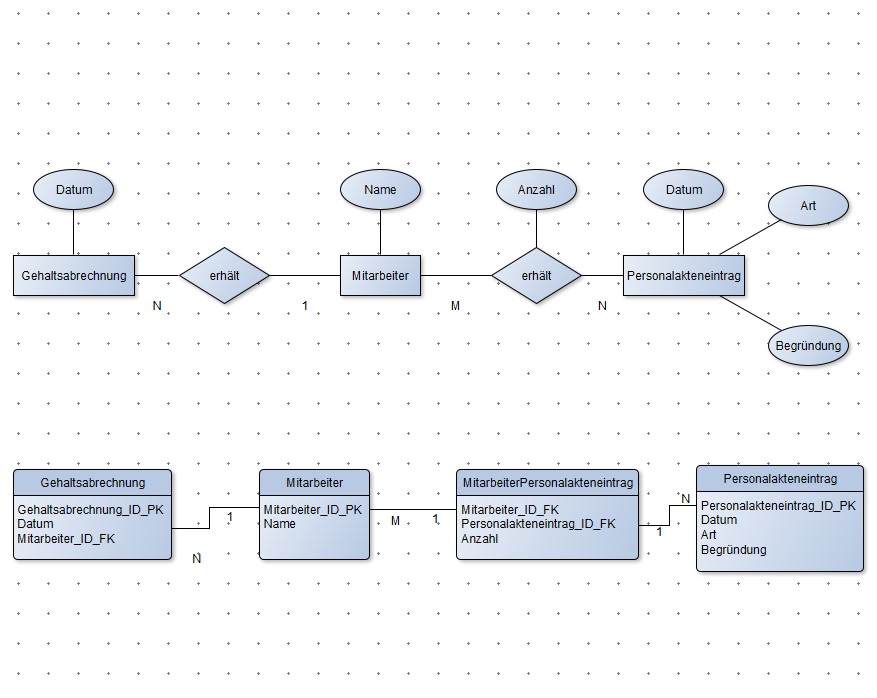 Datum
Name
Anzahl
Datum
Art
Gehaltsabrechnung
erhält
Mitarbeiter
erhält
Personalakteneintrag
N
1
M
N
Begründung
Gehaltsabrechnung
Gehaltsabrechnung_ID_PK
Datum
Mitarbeiter_ID_FK
N
1
Mitarbeiter
Mitarbeiter_ID_PK
Name
M
1
MitarbeiterPersonalakteneintrag
Mitarbeiter_ID_FK
Personalakteneintrag_ID_FK
Anzahl
1
N
Personalakteneintrag
Personalakteneintrag_ID_PK
Datum
Art
Begründung